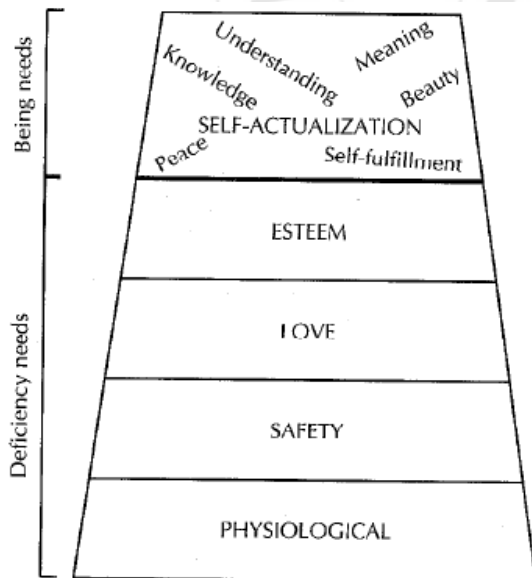 Being needs
Understanding
Meaning
Knowledge
Beauty
SELF-ACTUALIZATION
Peace
Self-fulfillment
Deficiency needs
ESTEEM
LOVE
SAFETY
PHYSIOLOGICAL